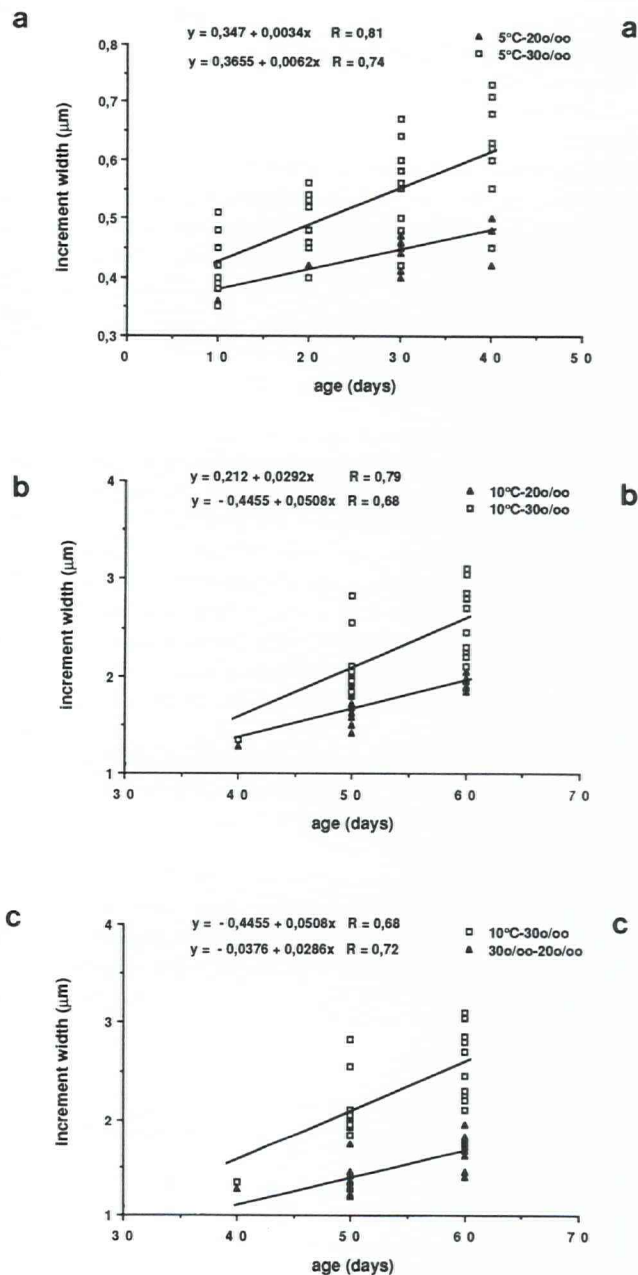 a
a
y = 0,347 + 0,0034x R = 0,81
y = 0,3655 + 0,0062x R = 0,74
5°C-20o/oo
5°C-30o/oo
increment width (µm)
0,8
0,7
0,6
0,5
0,4
0,3
0 10 20 30 40 50
age (days)
b
b
y = 0,212 + 0,0292x R = 0,79
y = - 0,4455 + 0,0508x R = 0,68
10°C-20o/oo
10°C-30o/oo
increment width (µm)
4
3
2
1
30 40 50 60 70
age (days)
c
c
y = - 0,4455 + 0,0508x R = 0,68
y = - 0,0376 + 0,0286x R = 0,72
10°C-30o/oo
30o/oo-20o/oo
increment width (µm)
4
3
2
1
30 40 50 60 70
age (days)